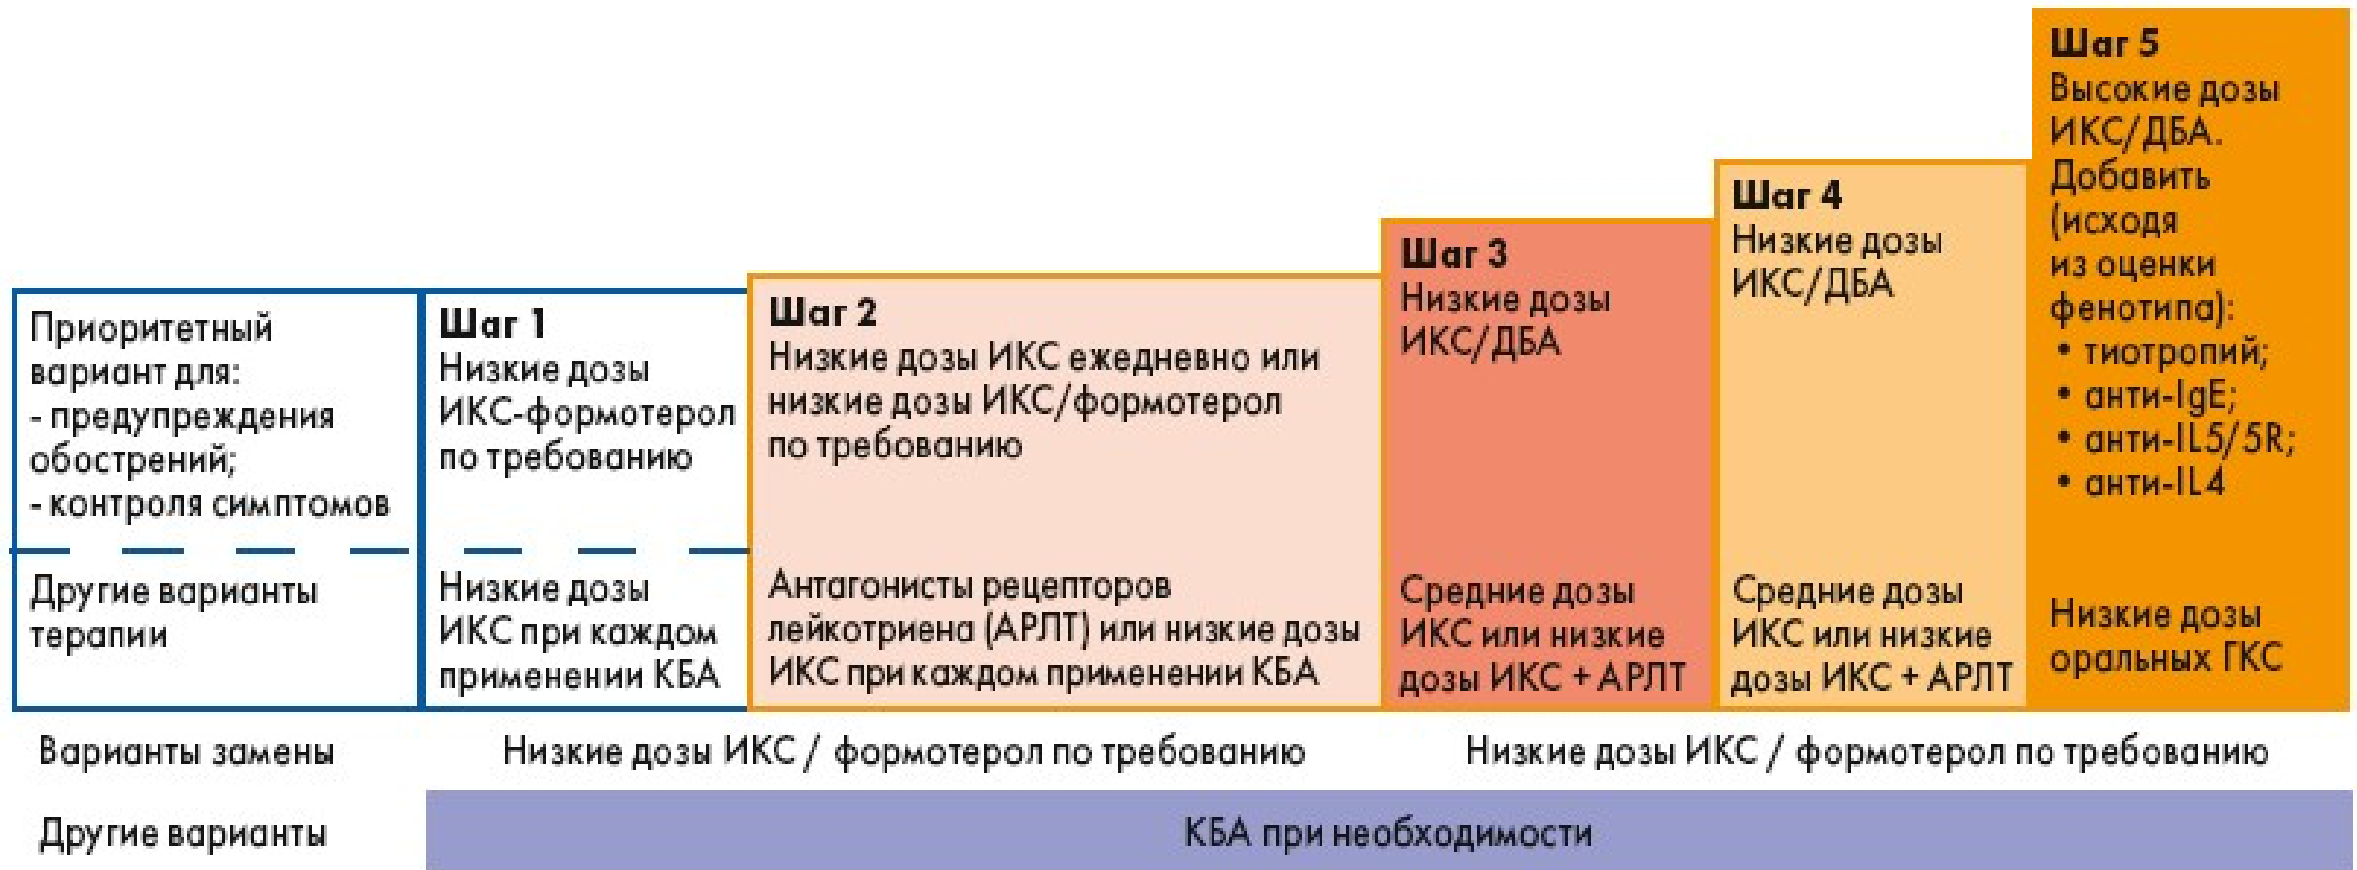 Приоритетный
вариант для:
- предупреждения
обострений;
- контроля симптомов
Другие варианты
терапии
Шаг 1
Низкие дозы
ИКС-формотерол
по требованию
Низкие дозы
ИКС при каждом
применении КБА
Шаг 2
Низкие дозы ИКС ежедневно или
низкие дозы ИКС/формотерол
по требованию
Антагонисты рецепторов
лейкотриена (АРЛТ) или низкие дозы
ИКС при каждом применении КБА
Шаг 3
Низкие дозы
ИКС/ДБА
Средние дозы
ИКС или низкие
дозы ИКС + АРЛТ
Шаг 4
Низкие дозы
ИКС/ДБА
Средние дозы
ИКС или низкие
дозы ИКС + АРЛТ
Шаг 5
Высокие дозы
ИКС/ДБА.
Добавить
(исходя
из оценки
фенотипа):
• тиотропий;
• анти-IgE;
• анти-IL5/5R;
• анти-IL4
Низкие дозы
оральных ГКС
Варианты замены
Низкие дозы ИКС / формотерол по требованию
Низкие дозы ИКС / формотерол по требованию
Другие варианты
КБА при необходимости